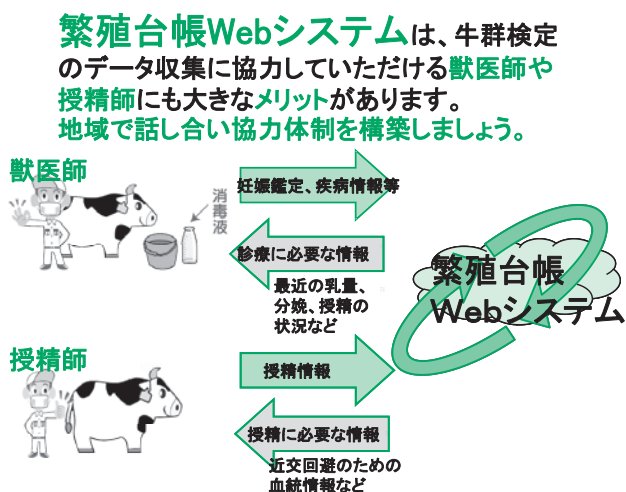 繁殖台帳Webシステムは、牛群検定
のデータ収集に協力していただける獣医師や
授精師にも大きなメリットがあります。
地域で話し合い協力体制を構築しましょう。
獣医師
消毒液
妊娠鑑定、疾病情報等
診療に必要な情報
最近の乳量、
分娩、授精の
状況など
繁殖台帳
Webシステム
授精師
授精情報
授精に必要な情報
近交回避のための
血統情報など